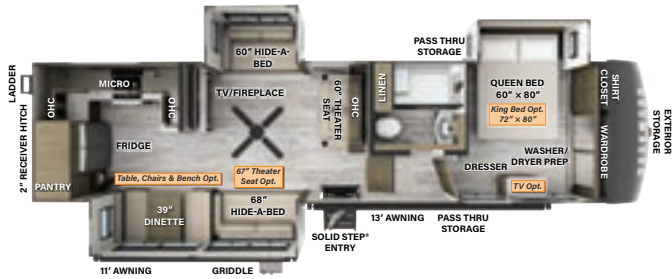 60" HIDE-A-
BED
PASS THRU
STORAGE
LADDER
MICRO
OHC
OHC
TV/FIREPLACE
60" THEATER
SEAT
OHC
LINEN
QUEEN BED
60" × 80"
King Bed Opt.
72" × 80"
SHIRT
CLOSET
EXTERIOR
STORAGE
2" RECEIVER HITCH
FRIDGE
WASHER/
DRYER PREP
WARDROBE
DRESSER
PANTRY
Table, Chairs & Bench Opt.
67" Theater
Seat Opt.
TV Opt.
39"
DINETTE
68"
HIDE-A-BED
13' AWNING
PASS THRU
STORAGE
SOLID STEP®
ENTRY
11' AWNING
GRIDDLE